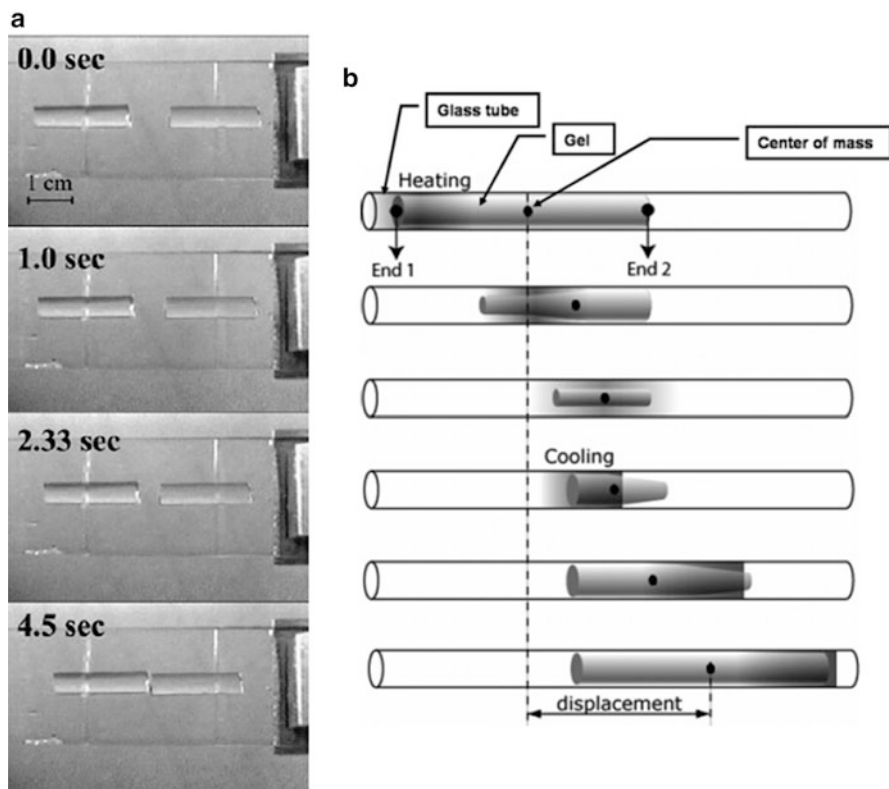 a
0.0 sec
1 cm
1.0 sec
2.33 sec
4.5 sec
b
Glass tube
Gel
Center of mass
Heating
End 1
End 2
Cooling
displacement